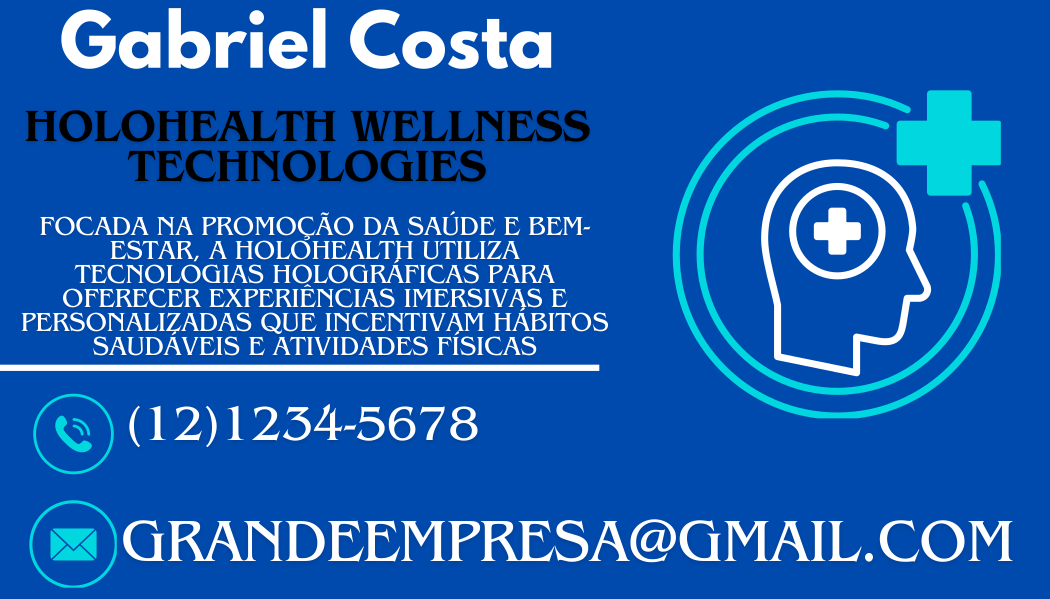 Gabriel Costa
HOLOHEALTH WELLNESS
TECHNOLOGIES
FOCADA NA PROMOÇÃO DA SAÚDE E BEM-
ESTAR, A HOLOHEALTH UTILIZA
TECNOLOGIAS HOLOGRÁFICAS PARA
OFERECER EXPERIÊNCIAS IMERSIVAS E
PERSONALIZADAS QUE INCENTIVAM HÁBITOS
SAUDÁVEIS E ATIVIDADES FÍSICAS
(12)1234-5678
GRANDEEMPRESA@GMAIL.COM